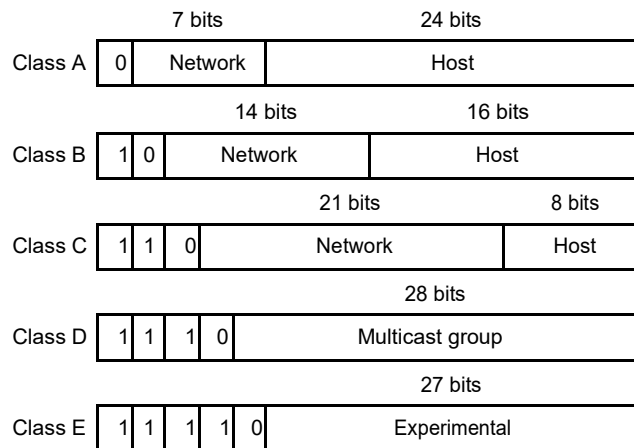 7 bits 24 bits
Class A 0 Network Host
14 bits 16 bits
Class B 1 0 Network Host
21 bits 8 bits
Class C 1 1 0 Network Host
28 bits
Class D 1 1 1 0 Multicast group
27 bits
Class E 1 1 1 1 0 Experimental